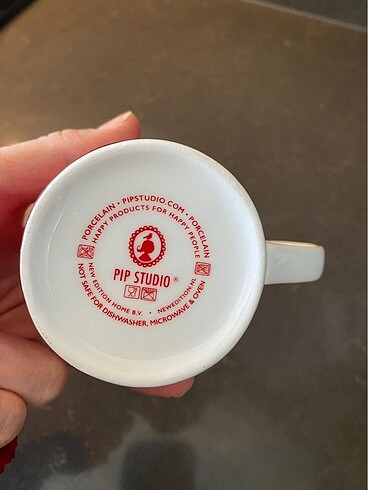 PORCELAIN • PIPSTUDIO.COM • PORCELAIN
HAPPY PRODUCTS FOR HAPPY PEOPLE
PIP STUDIO ®
NEW EDITION HOME B.V. • NEWEDITION.NL
NOT SAFE FOR DISHWASHER, MICROWAVE & OVEN